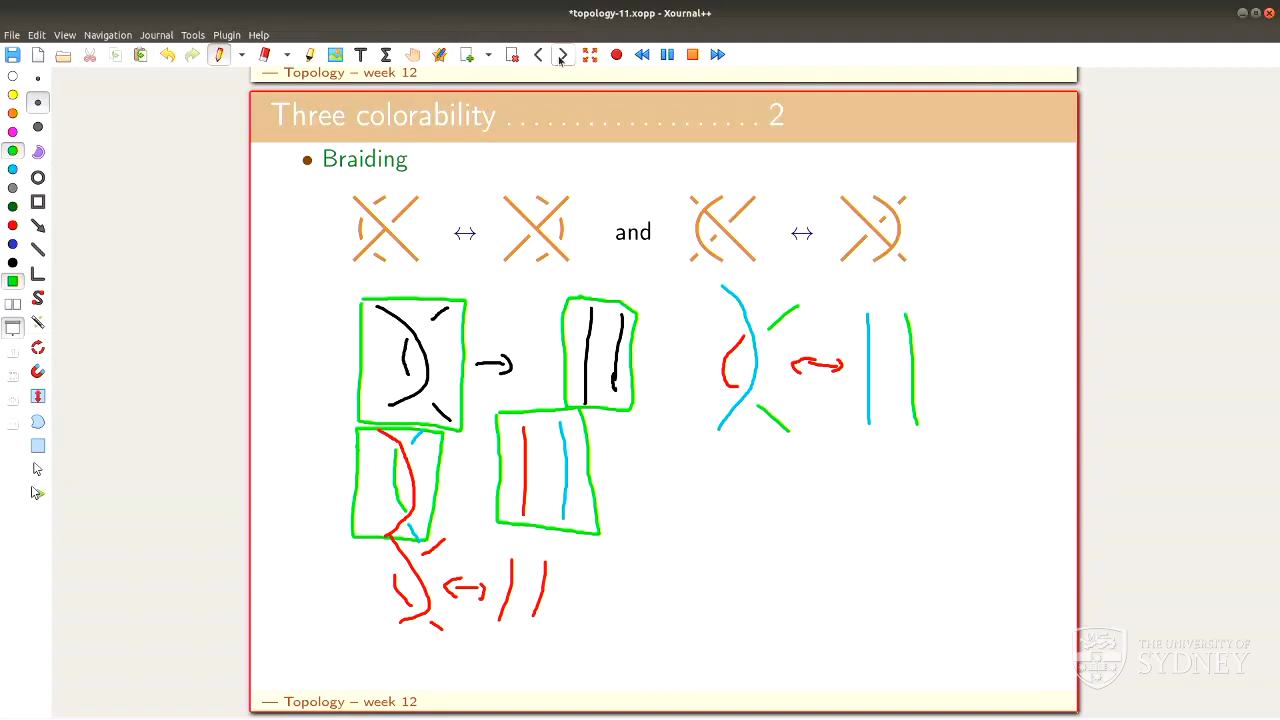 *topology-11.xopp - Xournal++
File Edit View Navigation Journal Tools Plugin Help
— Topology – week 12
Three colorability . . . . . . . . . . . . . . . . . . . 2
• Braiding
↔ and ↔
— Topology – week 12
THE UNIVERSITY OF
SYDNEY